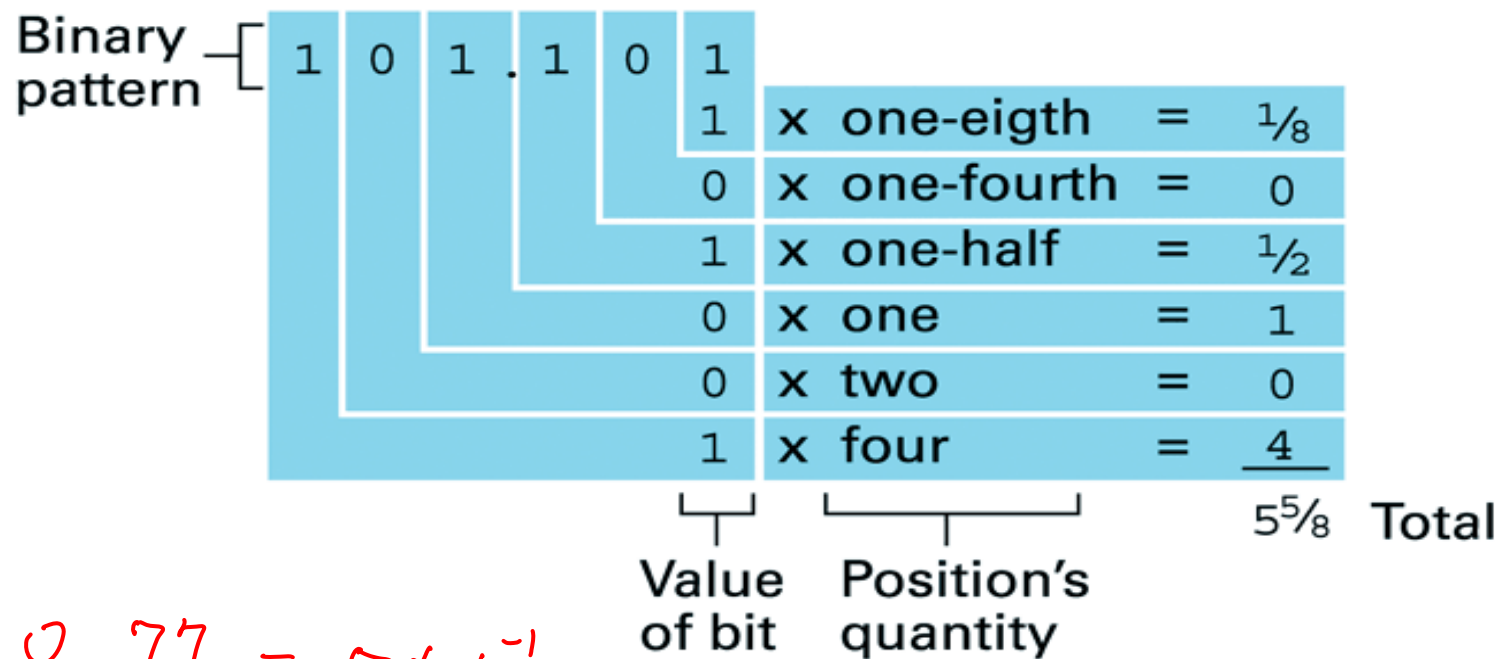 Binary pattern
1 0 1 . 1 0 1
1 x one-eigth = 1/8
0 x one-fourth = 0
1 x one-half = 1/2
0 x one = 1
0 x two = 0
1 x four = 4
5 5/8 Total
Value of bit
Position's quantity
0.77 =